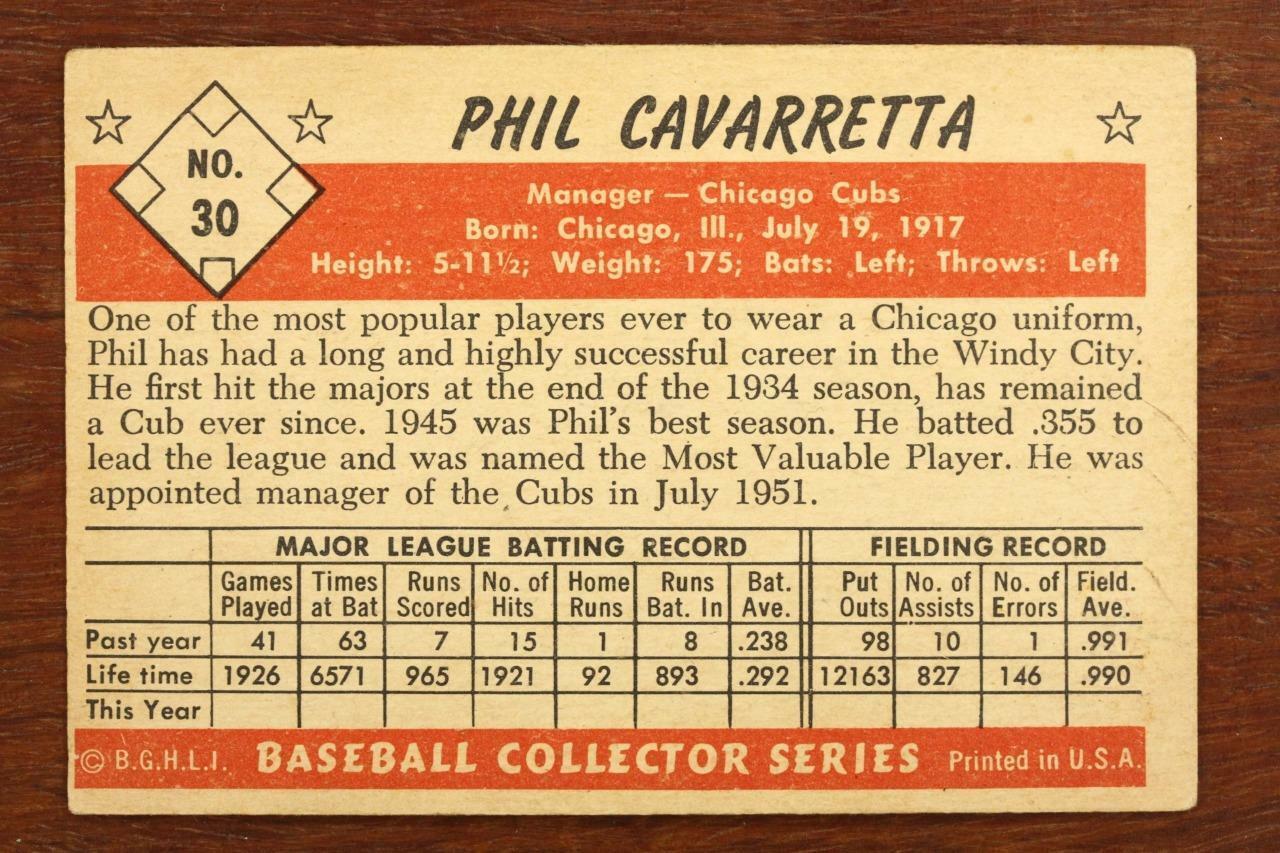 PHIL CAVARRETTA
NO.
30
Manager — Chicago Cubs
Born: Chicago, Ill., July 19, 1917
Height: 5-11½; Weight: 175; Bats: Left; Throws: Left
One of the most popular players ever to wear a Chicago uniform,
Phil has had a long and highly successful career in the Windy City.
He first hit the majors at the end of the 1934 season, has remained
a Cub ever since. 1945 was Phil's best season. He batted .355 to
lead the league and was named the Most Valuable Player. He was
appointed manager of the Cubs in July 1951.
MAJOR LEAGUE BATTING RECORD FIELDING RECORD
Games Times Runs No. of Home Runs Bat. Put No. of No. of Field.
Played at Bat Scored Hits Runs Bat. In Ave. Outs Assists Errors Ave.
Past year 41 63 7 15 1 8 .238 98 10 1 .991
Life time 1926 6571 965 1921 92 893 .292 12163 827 146 .990
This Year
© B.G.H.L.I. BASEBALL COLLECTOR SERIES Printed in U.S.A.